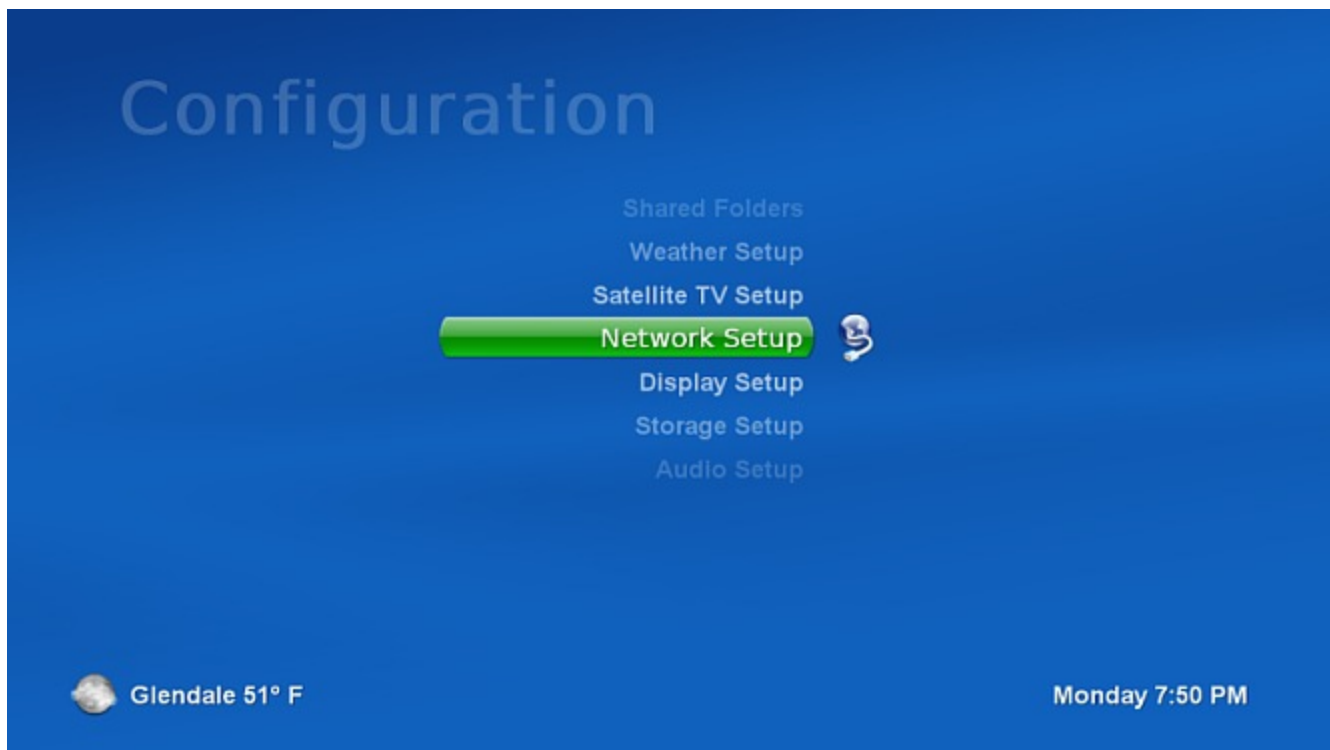 Configuration
Shared Folders
Weather Setup
Satellite TV Setup
Network Setup
Display Setup
Storage Setup
Audio Setup
Glendale 51º F
Monday 7:50 PM